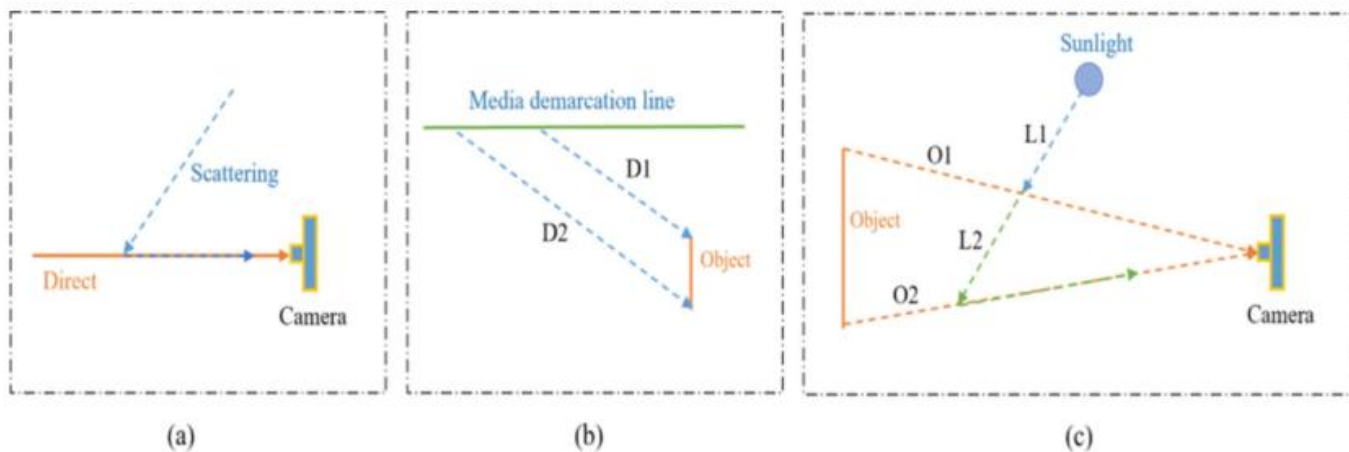 Scattering
Direct
Camera
(a)
Media demarcation line
D1
D2
Object
(b)
Sunlight
L1
O1
Object
L2
O2
Camera
(c)